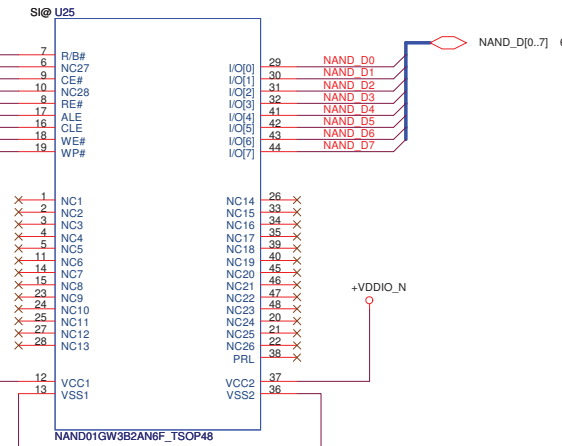 SI@ U25
7 R/B#
6 NC27
9 CE#
10 NC28
8 RE#
17 ALE
16 CLE
18 WE#
19 WP#
I/O[0] 29 NAND_D0
I/O[1] 30 NAND_D1
I/O[2] 31 NAND_D2
I/O[3] 32 NAND_D3
I/O[4] 41 NAND_D4
I/O[5] 42 NAND_D5
I/O[6] 43 NAND_D6
I/O[7] 44 NAND_D7
NAND_D[0..7] 6
1 NC1
2 NC2
3 NC3
4 NC4
5 NC5
11 NC6
14 NC7
15 NC8
23 NC9
24 NC10
25 NC11
27 NC12
28 NC13
NC14 26
NC15 33
NC16 34
NC17 35
NC18 39
NC19 40
NC20 45
NC21 46
NC22 47
NC23 48
NC24 20
NC25 21
NC26 22
PRL 38
+VDDIO_N
12 VCC1
13 VSS1
VCC2 37
VSS2 36
NAND01GW3B2AN6F_TSOP48